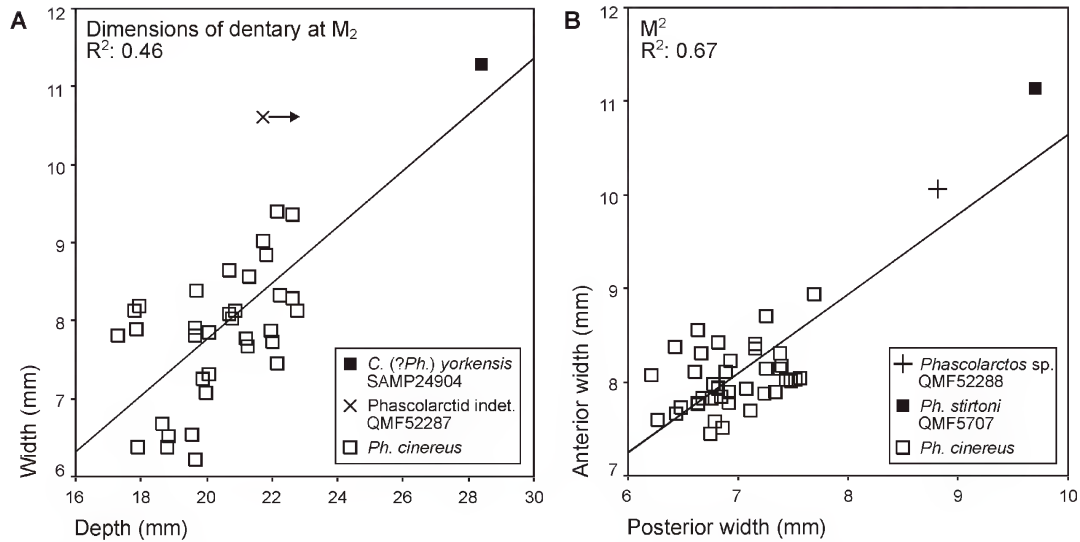 A
Dimensions of dentary at M₂
R²: 0.46
12
11
10
9
8
7
6
Width (mm)
16 18 20 22 24 26 28 30
Depth (mm)
C. (?Ph.) yorkensis
SAMP24904
Phascolarctid indet.
QMF52287
Ph. cinereus
B
M²
R²: 0.67
12
11
10
9
8
7
Anterior width (mm)
6 7 8 9 10
Posterior width (mm)
Phascolarctos sp.
QMF52288
Ph. stirtoni
QMF5707
Ph. cinereus